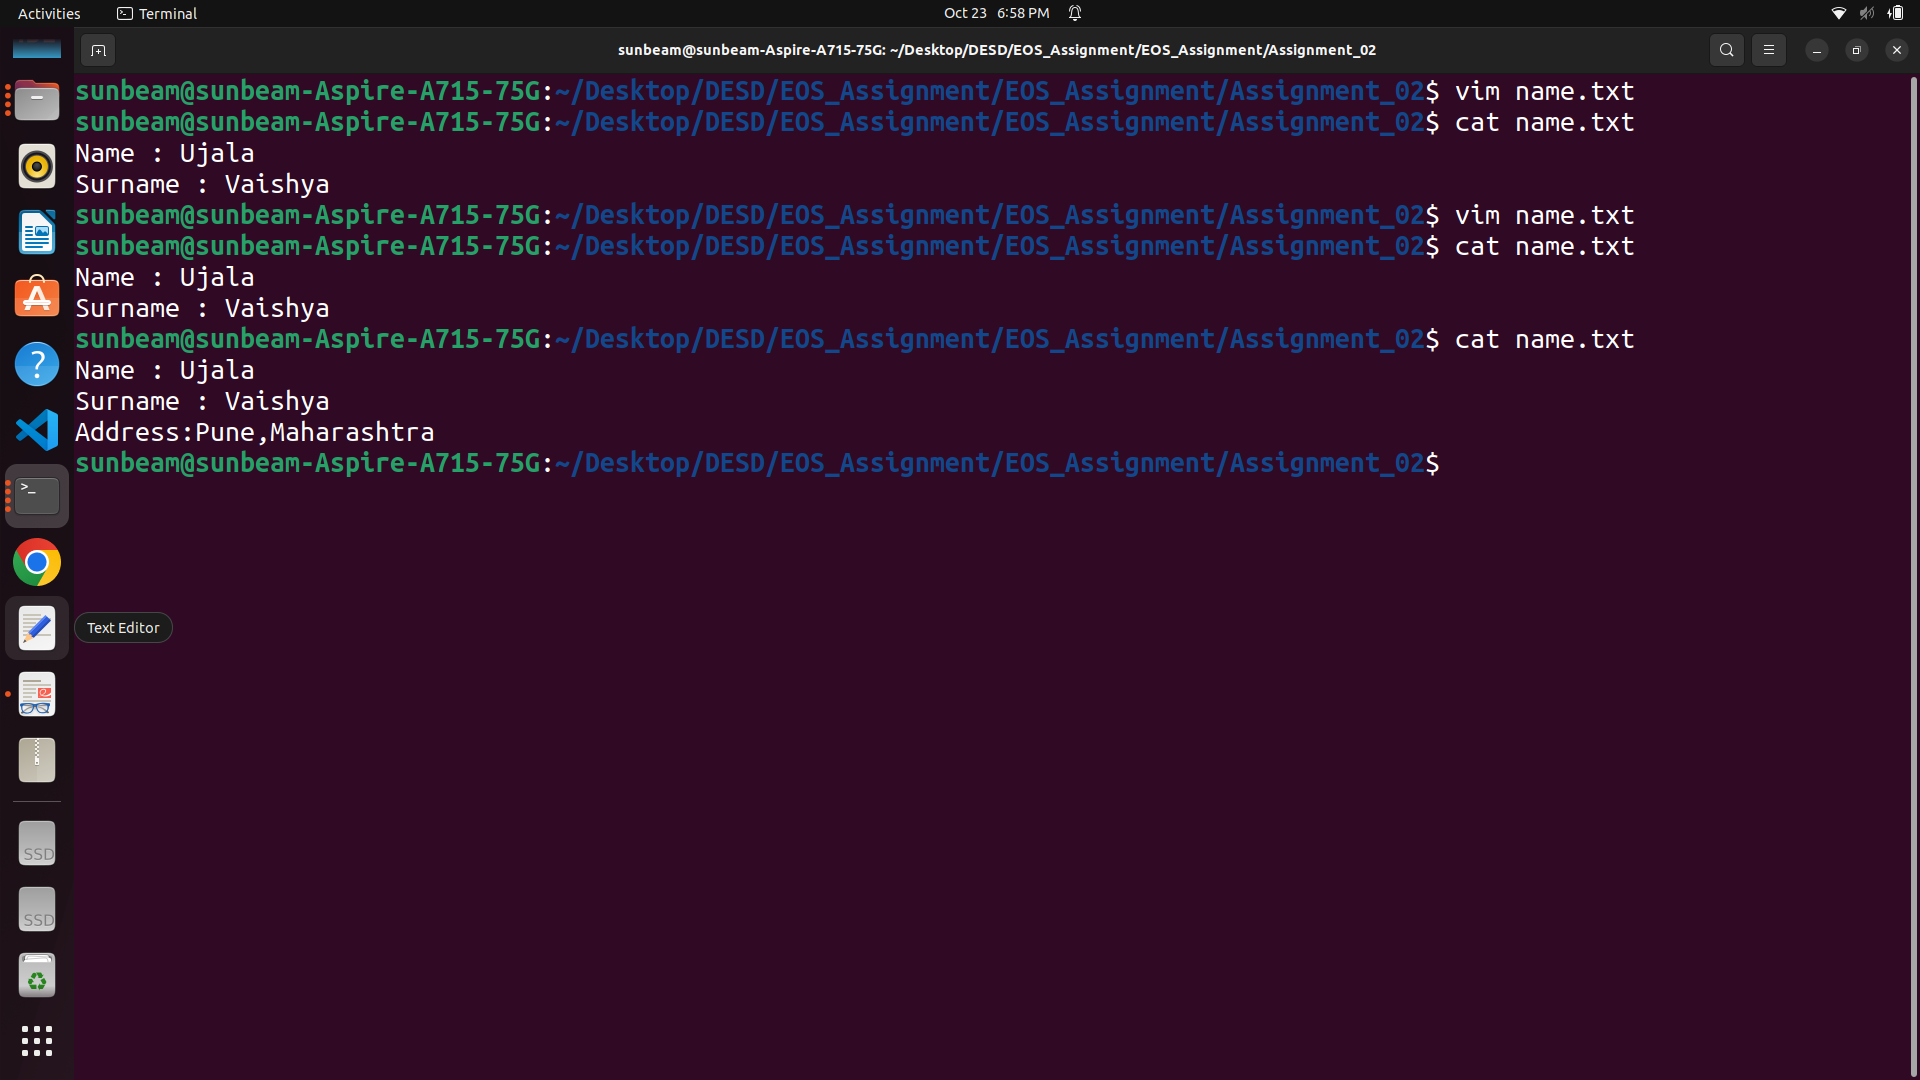 Activities Terminal Oct 23 6:58 PM
sunbeam@sunbeam-Aspire-A715-75G: ~/Desktop/DESD/EOS_Assignment/EOS_Assignment/Assignment_02
sunbeam@sunbeam-Aspire-A715-75G:~/Desktop/DESD/EOS_Assignment/EOS_Assignment/Assignment_02$ vim name.txt
sunbeam@sunbeam-Aspire-A715-75G:~/Desktop/DESD/EOS_Assignment/EOS_Assignment/Assignment_02$ cat name.txt
Name : Ujala
Surname : Vaishya
sunbeam@sunbeam-Aspire-A715-75G:~/Desktop/DESD/EOS_Assignment/EOS_Assignment/Assignment_02$ vim name.txt
sunbeam@sunbeam-Aspire-A715-75G:~/Desktop/DESD/EOS_Assignment/EOS_Assignment/Assignment_02$ cat name.txt
Name : Ujala
Surname : Vaishya
sunbeam@sunbeam-Aspire-A715-75G:~/Desktop/DESD/EOS_Assignment/EOS_Assignment/Assignment_02$ cat name.txt
Name : Ujala
Surname : Vaishya
Address:Pune,Maharashtra
sunbeam@sunbeam-Aspire-A715-75G:~/Desktop/DESD/EOS_Assignment/EOS_Assignment/Assignment_02$
Text Editor
SSD
SSD